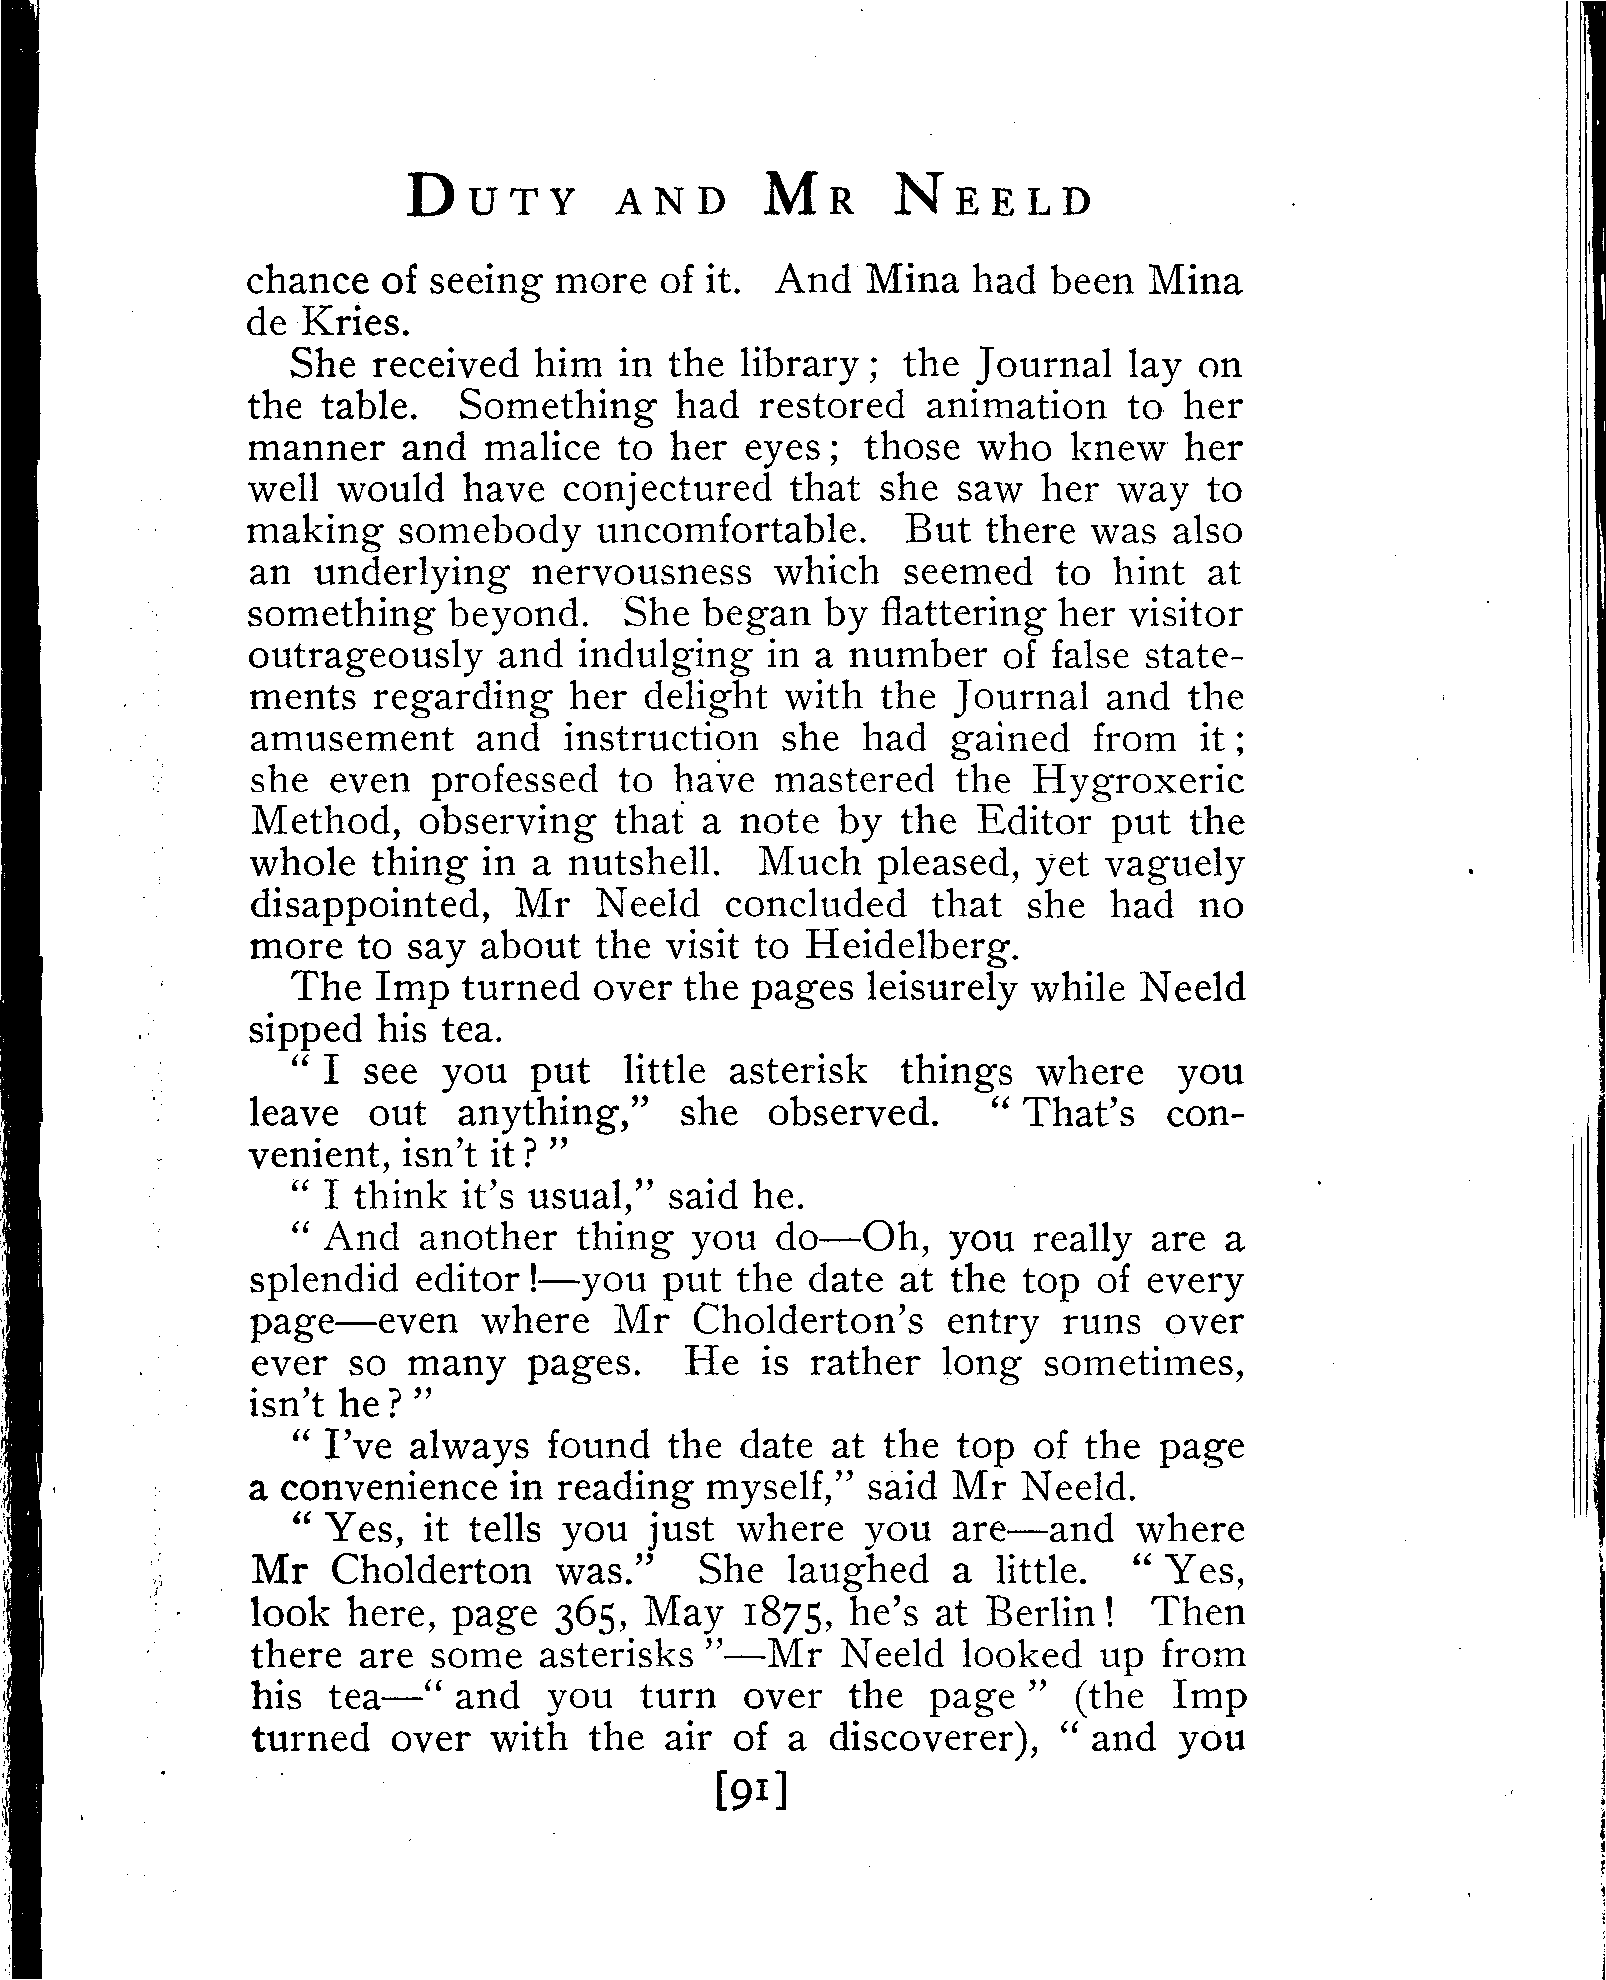 DUTY AND MR NEELD
chance of seeing more of it. And Mina had been Mina
de Kries.
She received him in the library; the Journal lay on
the table. Something had restored animation to her
manner and malice to her eyes; those who knew her
well would have conjectured that she saw her way to
making somebody uncomfortable. But there was also
an underlying nervousness which seemed to hint at
something beyond. She began by flattering her visitor
outrageously and indulging in a number of false state-
ments regarding her delight with the Journal and the
amusement and instruction she had gained from it;
she even professed to have mastered the Hygroxeric
Method, observing that a note by the Editor put the
whole thing in a nutshell. Much pleased, yet vaguely
disappointed, Mr Neeld concluded that she had no
more to say about the visit to Heidelberg.
The Imp turned over the pages leisurely while Neeld
sipped his tea.
“I see you put little asterisk things where you
leave out anything,” she observed. “That's con-
venient, isn't it?”
“I think it's usual,” said he.
“And another thing you do—Oh, you really are a
splendid editor!—you put the date at the top of every
page—even where Mr Cholderton's entry runs over
ever so many pages. He is rather long sometimes,
isn't he?”
“I've always found the date at the top of the page
a convenience in reading myself,” said Mr Neeld.
“Yes, it tells you just where you are—and where
Mr Cholderton was.” She laughed a little. “Yes,
look here, page 365, May 1875, he's at Berlin! Then
there are some asterisks”—Mr Neeld looked up from
his tea—“and you turn over the page” (the Imp
turned over with the air of a discoverer), “and you
[91]